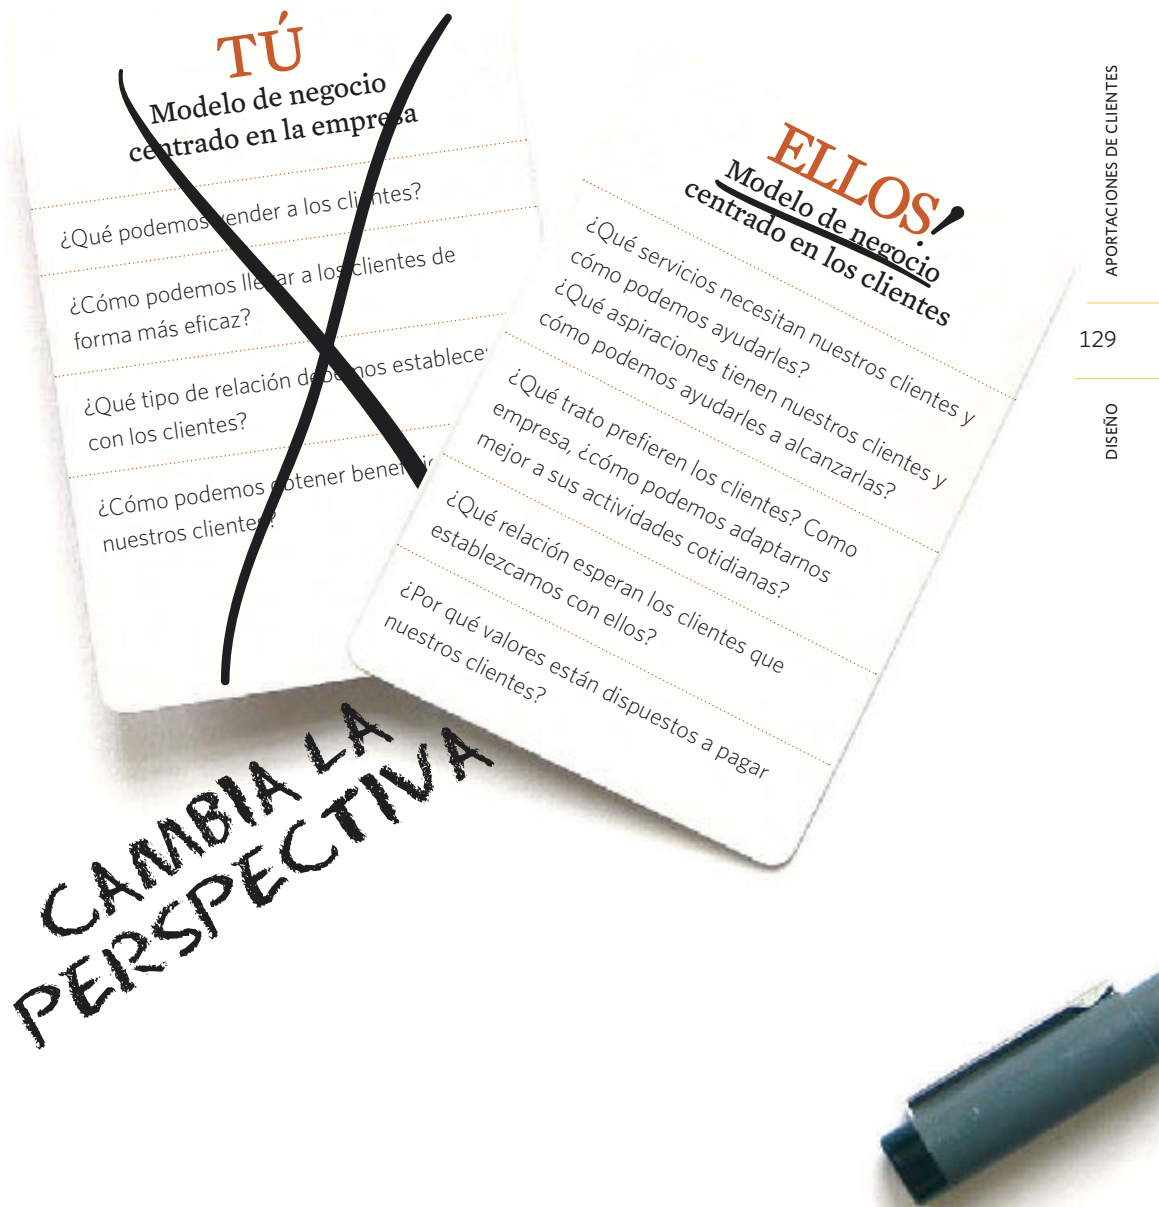 TÚ
Modelo de negocio
centrado en la empresa
¿Qué podemos vender a los clientes?
¿Cómo podemos llevar a los clientes de
forma más eficaz?
¿Qué tipo de relación debemos establecer
con los clientes?
¿Cómo podemos obtener
nuestros clientes?
ELLOS!
Modelo de negocio
centrado en los clientes
¿Qué servicios necesitan nuestros clientes y
cómo podemos ayudarles?
¿Qué aspiraciones tienen nuestros clientes y
cómo podemos ayudarles a alcanzarlas?
¿Qué trato prefieren los clientes? Como
empresa, ¿cómo podemos adaptarnos
mejor a sus actividades cotidianas?
¿Qué relación esperan los clientes que
establezcamos con ellos?
¿Por qué valores están dispuestos a pagar
nuestros clientes?
CAMBIA LA
PERSPECTIVA
APORTACIONES DE CLIENTES
129
DISEÑO